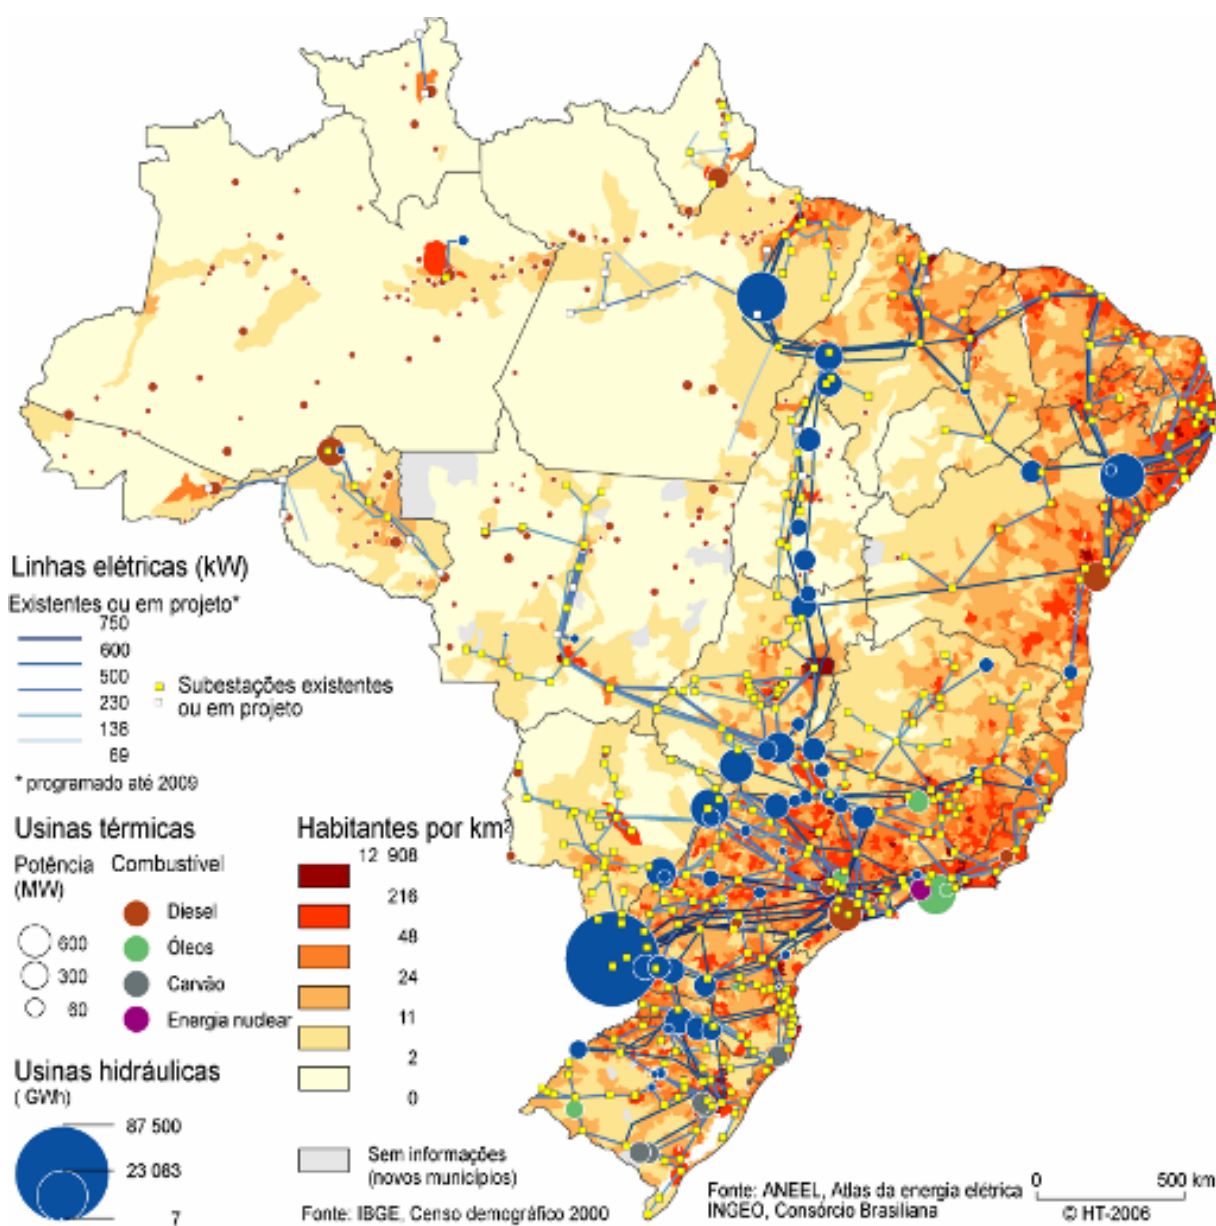 Linhas elétricas (kW)
Existentes ou em projeto*
750
600
500
230
138
69
Subestações existentes
ou em projeto
* programado até 2009
Usinas térmicas
Potência
(MW)
Combustível
600
300
60
Diesel
Óleos
Carvão
Energia nuclear
Usinas hidráulicas
( GWh)
87 500
23 083
7
Habitantes por km²
12 908
216
48
24
11
2
0
Sem informações
(novos municípios)
Fonte: IBGE, Censo demográfico 2000
Fonte: ANEEL, Atlas da energia elétrica
INGEO, Consórcio Brasiliana
0 500 km
© HT-2006